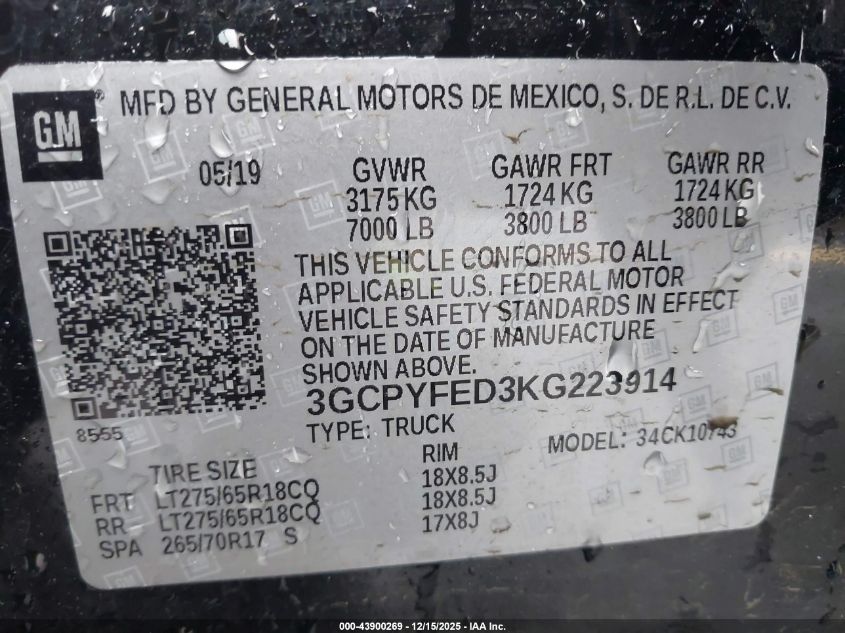 GM ® MFD BY GENERAL MOTORS DE MEXICO, S. DE R.L. DE C.V.
05/19 GVWR GAWR FRT GAWR RR
3175 KG 1724 KG 1724 KG
7000 LB 3800 LB 3800 LB
THIS VEHICLE CONFORMS TO ALL
APPLICABLE U.S. FEDERAL MOTOR
VEHICLE SAFETY STANDARDS IN EFFECT
ON THE DATE OF MANUFACTURE
SHOWN ABOVE.
3GCPYFED3KG223914
8555 TYPE: TRUCK MODEL: 34CK10743
TIRE SIZE RIM
FRT LT275/65R18CQ 18X8.5J
RR LT275/65R18CQ 18X8.5J
SPA 265/70R17 S 17X8J
000-43900269 - 12/15/2025 - IAA Inc.